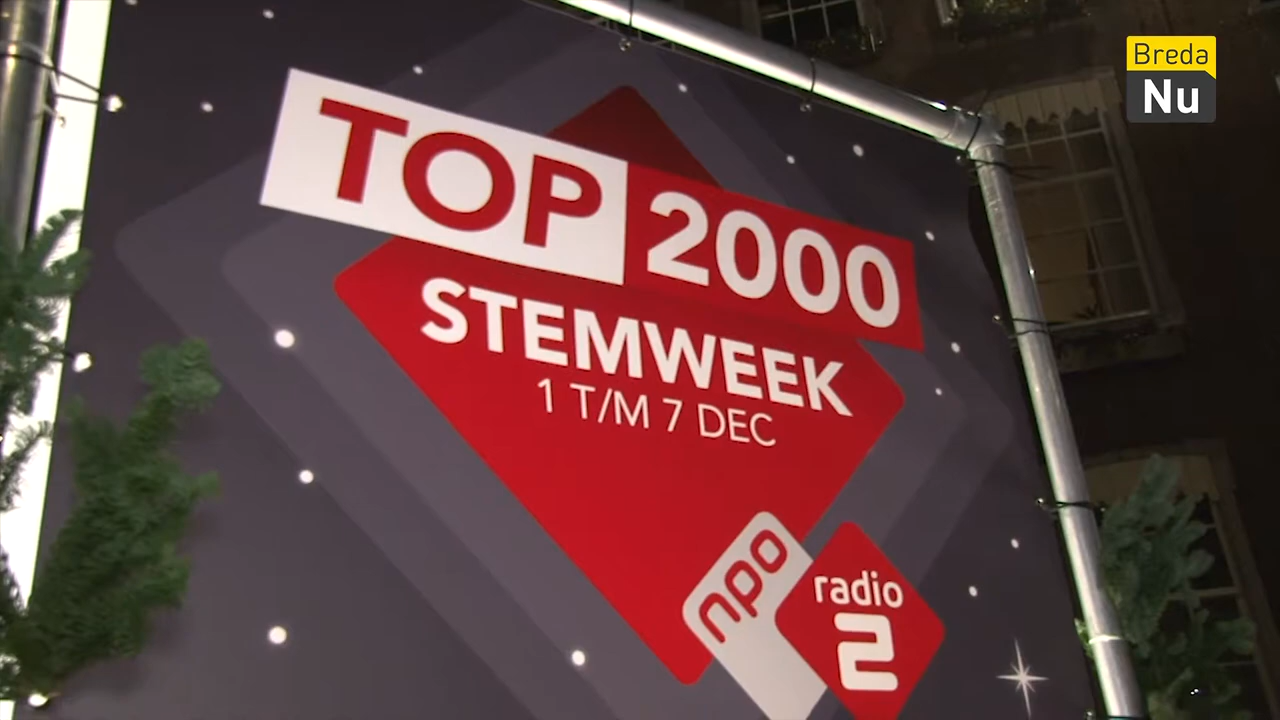 Breda
Nu
TOP 2000
STEMWEEK
1 T/M 7 DEC
npo
radio
2